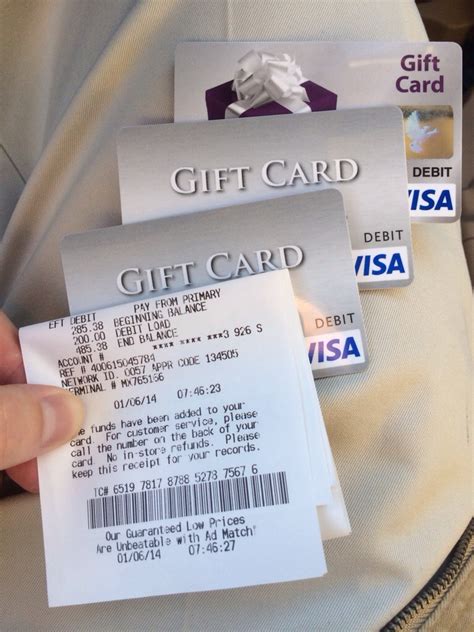 Gift
Card
DEBIT
VISA
GIFT CARD
DEBIT
VISA
GIFT CARD
DEBIT
VISA
EFT DEBIT PAY FROM PRIMARY
285.38 BEGINNING BALANCE
200.00 # DEBIT LOAD
485.38 END BALANCE
ACCOUNT # **** **** ***3 926 S
REF # 400615045784
NETWORK ID. 0057 APPR CODE 134505
TERMINAL # MX765166
01/06/14 07:46:23
funds have been added to your
card. For customer service, please
call the number on the back of your
card. No in-store refunds. Please
keep this receipt for your records.
TC# 6519 7817 8788 5278 7567 6
Our Guaranteed Low Prices
Are Unbeatable with Ad Match
01/06/14 07:46:27